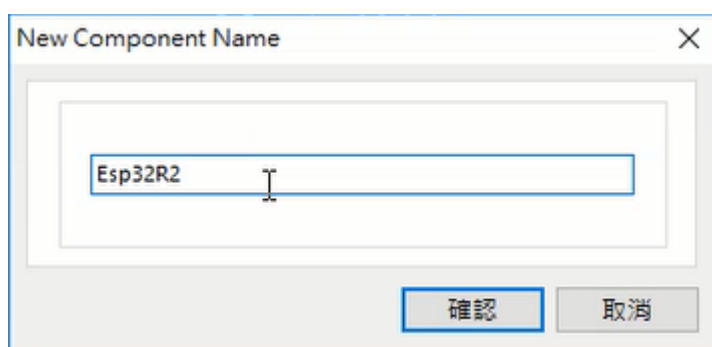 New Component Name
Esp32R2
確認
取消